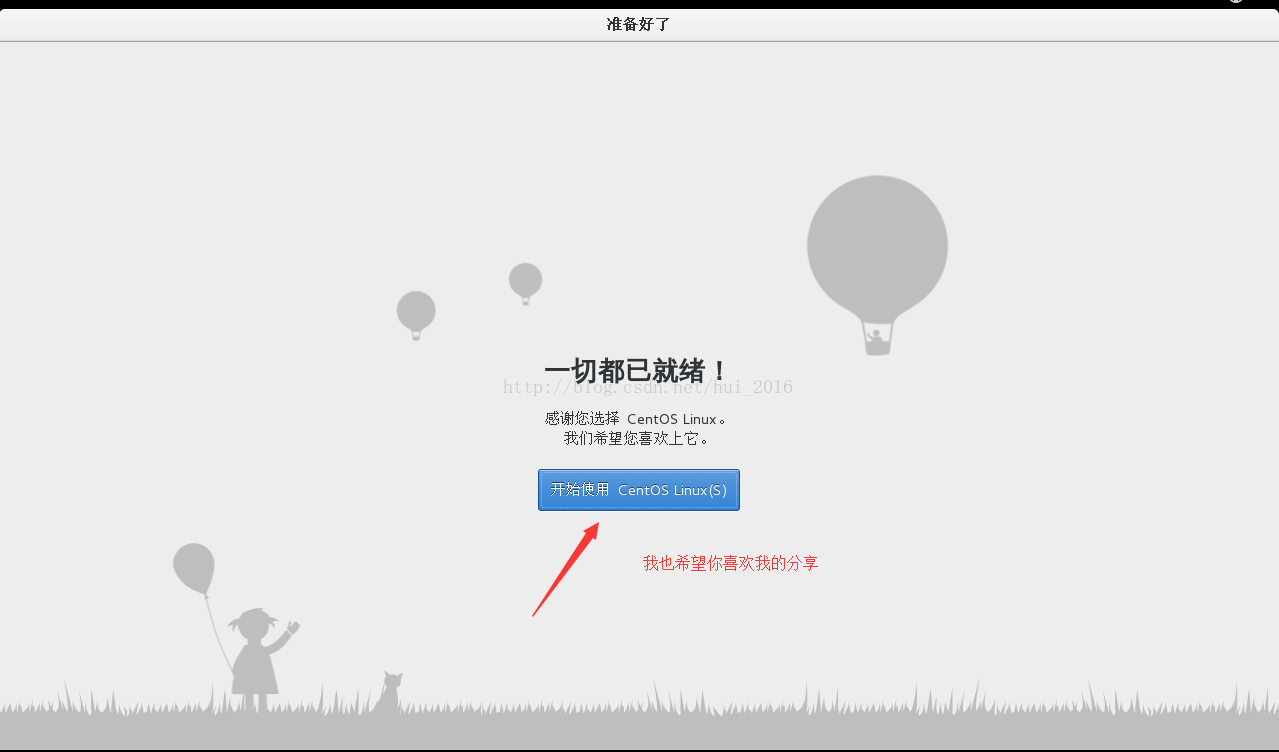 准备好了
一切都已就绪！
http://blog.csdn.net/hui_2016
感谢您选择 CentOS Linux。
我们希望您喜欢上它。
开始使用 CentOS Linux(S)
我也希望你喜欢我的分享